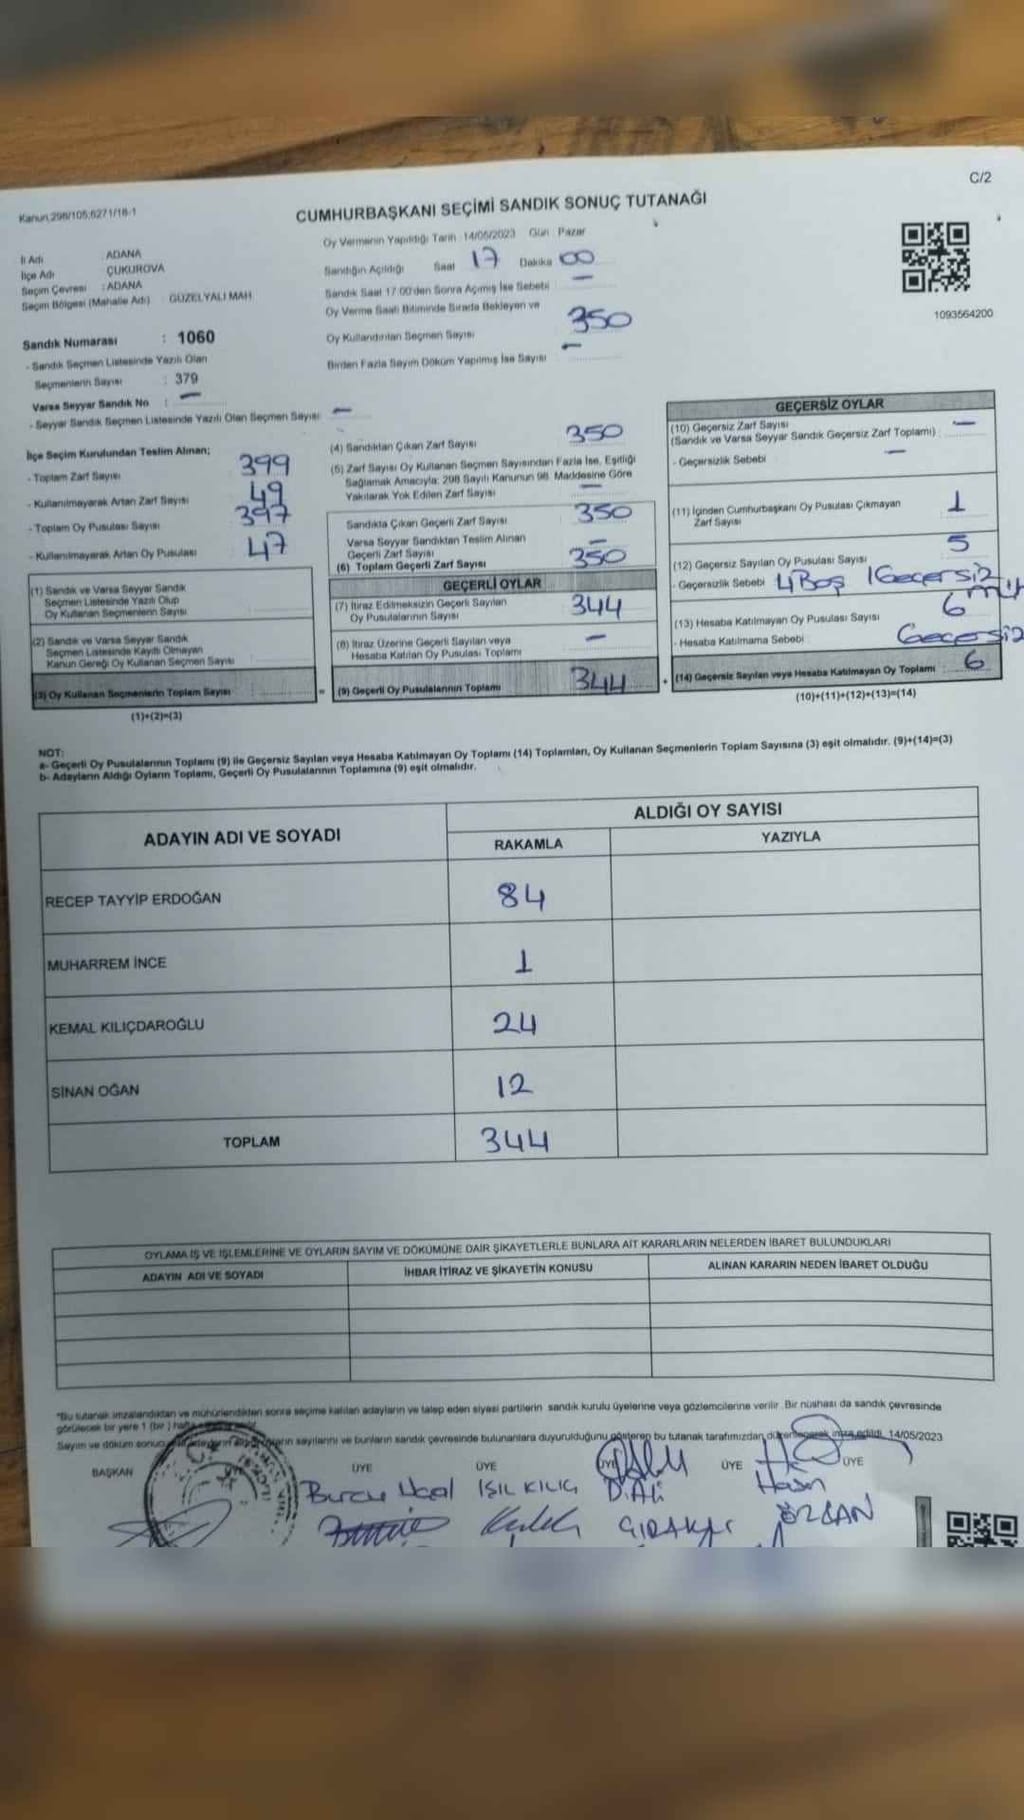 C/2
Kanun;298/105;6271/18-1
CUMHURBAŞKANI SEÇİMİ SANDIK SONUÇ TUTANAĞI
İl Adı : ADANA
İlçe Adı : ÇUKUROVA
Seçim Çevresi : ADANA
Seçim Bölgesi (Mahalle Adı) : GÜZELYALI MAH
Sandık Numarası : 1060
- Sandık Seçmen Listesinde Yazılı Olan
Seçmenlerin Sayısı : 379
Varsa Seyyar Sandık No : —
- Seyyar Sandık Seçmen Listesinde Yazılı Olan Seçmen Sayısı : —
Oy Vermenin Yapıldığı Tarih : 14/05/2023 Gün : Pazar
Sandığın Açıldığı Saat 17 Dakika 00
Sandık Saat 17:00'den Sonra Açılmış İse Sebebi —
Oy Verme Saati Bitiminde Sırada Bekleyen ve
Oy Kullandırılan Seçmen Sayısı 350
Birden Fazla Sayım Döküm Yapılmış İse Sayısı —
1093564200
İlçe Seçim Kurulundan Teslim Alınan;
- Toplam Zarf Sayısı 399
- Kullanılmayarak Artan Zarf Sayısı 49
- Toplam Oy Pusulası Sayısı 397
- Kullanılmayarak Artan Oy Pusulası 47
(1) Sandık ve Varsa Seyyar Sandık
Seçmen Listesinde Yazılı Olup
Oy Kullanan Seçmenlerin Sayısı
(2) Sandık ve Varsa Seyyar Sandık
Seçmen Listesinde Kayıtlı Olmayan
Kanun Gereği Oy Kullanan Seçmen Sayısı
(3) Oy Kullanan Seçmenlerin Toplam Sayısı
(1)+(2)=(3)
(4) Sandıktan Çıkan Zarf Sayısı 350
(5) Zarf Sayısı Oy Kullanan Seçmen Sayısından Fazla İse, Eşitliği
Sağlamak Amacıyla; 298 Sayılı Kanunun 98. Maddesine Göre
Yakılarak Yok Edilen Zarf Sayısı —
Sandıkta Çıkan Geçerli Zarf Sayısı 350
Varsa Seyyar Sandıktan Teslim Alınan
Geçerli Zarf Sayısı —
(6) Toplam Geçerli Zarf Sayısı 350
GEÇERLİ OYLAR
(7) İtiraz Edilmeksizin Geçerli Sayılan
Oy Pusulalarının Sayısı 344
(8) İtiraz Üzerine Geçerli Sayılan veya
Hesaba Katılan Oy Pusulası Toplamı —
= (9) Geçerli Oy Pusulalarının Toplamı 344
GEÇERSİZ OYLAR
(10) Geçersiz Zarf Sayısı
(Sandık ve Varsa Seyyar Sandık Geçersiz Zarf Toplamı) —
- Geçersizlik Sebebi —
(11) İçinden Cumhurbaşkanı Oy Pusulası Çıkmayan
Zarf Sayısı 1
(12) Geçersiz Sayılan Oy Pusulası Sayısı 5
- Geçersizlik Sebebi 4 Boş 1 Geçersiz
(13) Hesaba Katılmayan Oy Pusulası Sayısı 6
- Hesaba Katılmama Sebebi Geçersiz
+ (14) Geçersiz Sayılan veya Hesaba Katılmayan Oy Toplamı 6
(10)+(11)+(12)+(13)=(14)
NOT:
a- Geçerli Oy Pusulalarının Toplamı (9) ile Geçersiz Sayılan veya Hesaba Katılmayan Oy Toplamı (14) Toplamları, Oy Kullanan Seçmenlerin Toplam Sayısına (3) eşit olmalıdır. (9)+(14)=(3)
b- Adayların Aldığı Oyların Toplamı, Geçerli Oy Pusulalarının Toplamına (9) eşit olmalıdır.
ADAYIN ADI VE SOYADI
ALDIĞI OY SAYISI
RAKAMLA YAZIYLA
RECEP TAYYİP ERDOĞAN 84
MUHARREM İNCE 1
KEMAL KILIÇDAROĞLU 24
SİNAN OĞAN 12
TOPLAM 344
OYLAMA İŞ VE İŞLEMLERİNE VE OYLARIN SAYIM VE DÖKÜMÜNE DAİR ŞİKAYETLERLE BUNLARA AİT KARARLARIN NELERDEN İBARET BULUNDUKLARI
ADAYIN ADI VE SOYADI İHBAR İTİRAZ VE ŞİKAYETİN KONUSU ALINAN KARARIN NEDEN İBARET OLDUĞU
*Bu tutanak imzalandıktan ve mühürlendikten sonra seçime katılan adayların ve talep eden siyasi partilerin sandık kurulu üyelerine veya gözlemcilerine verilir. Bir nüshası da sandık çevresinde
görülecek bir yere 1 (bir) hafta
Sayım ve döküm sonun sayılarını ve bunların sandık çevresinde bulunanlara duyurulduğunu gösteren bu tutanak tarafımızdan düzenlenerek imza edildi. 14/05/2023
BAŞKAN ÜYE ÜYE ÜYE ÜYE ÜYE
Burcu IŞIL KILIÇ D.Ali
ÖZCAN